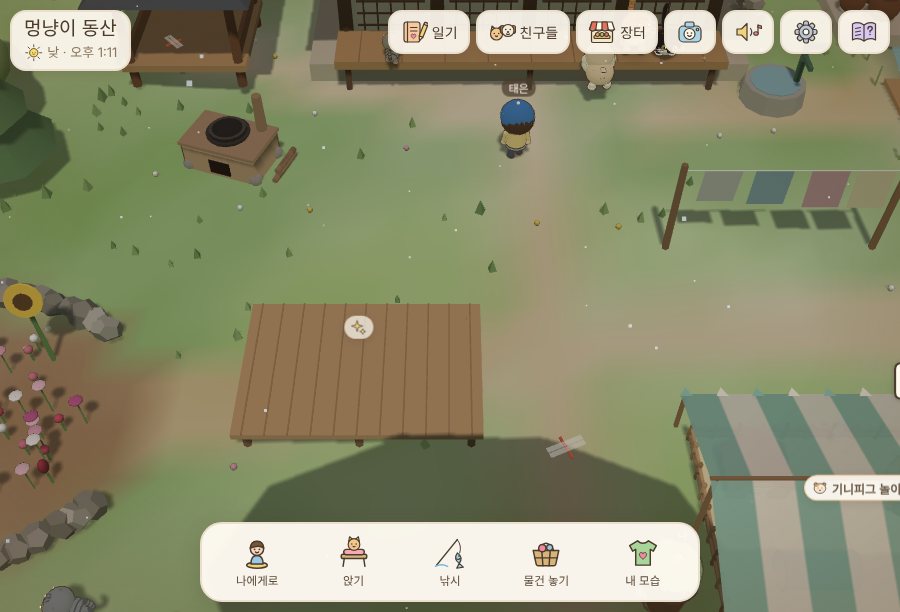 멍냥이 동산
낮 · 오후 1:11
일기
친구들
장터
태은
기니피그 놀이
나에게로
앉기
낚시
물건 놓기
내 모습